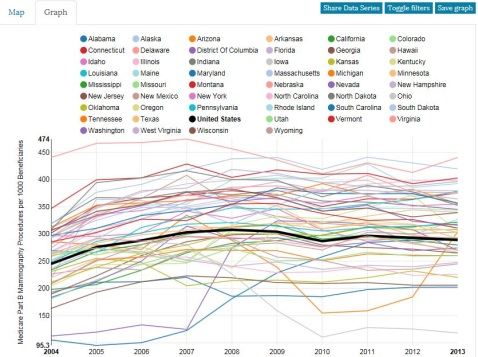 Map Graph Share Data Series Toggle filters Save graph
Alabama Alaska Arizona Arkansas California Colorado
Connecticut Delaware District Of Columbia Florida Georgia Hawaii
Idaho Illinois Indiana Iowa Kansas Kentucky
Louisiana Maine Maryland Massachusetts Michigan Minnesota
Mississippi Missouri Montana Nebraska Nevada New Hampshire
New Jersey New Mexico New York North Carolina North Dakota Ohio
Oklahoma Oregon Pennsylvania Rhode Island South Carolina South Dakota
Tennessee Texas United States Utah Vermont Virginia
Washington West Virginia Wisconsin Wyoming
Medicare Part B Mammography Procedures per 1000 Beneficiaries
474
450
400
350
300
250
200
150
95.3
2004 2005 2006 2007 2008 2009 2010 2011 2012 2013